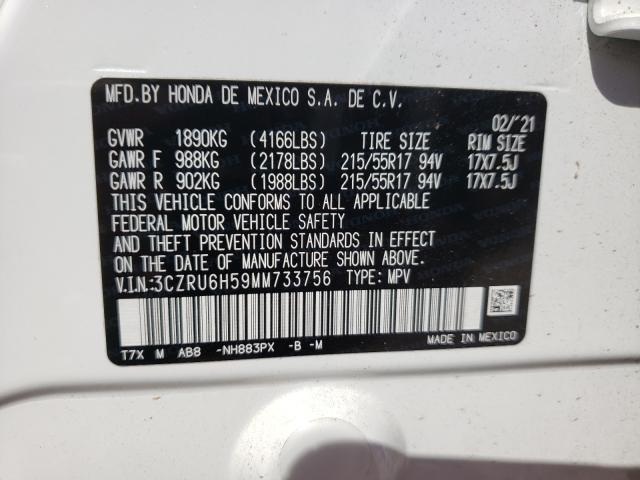 MFD. BY HONDA DE MEXICO S.A. DE C.V.
02/'21
GVWR 1890KG (4166LBS) TIRE SIZE RIM SIZE
GAWR F 988KG (2178LBS) 215/55R17 94V 17X7.5J
GAWR R 902KG (1988LBS) 215/55R17 94V 17X7.5J
THIS VEHICLE CONFORMS TO ALL APPLICABLE
FEDERAL MOTOR VEHICLE SAFETY
AND THEFT PREVENTION STANDARDS IN EFFECT
ON THE DATE OF MANUFACTURE SHOWN ABOVE.
V.I.N.:3CZRU6H59MM733756 TYPE: MPV
T7X M AB8 -NH883PX -B -M MADE IN MEXICO